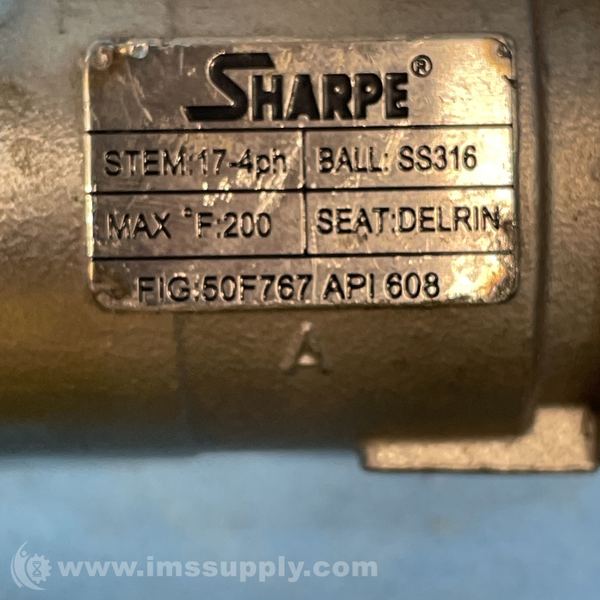 SHARPE®
STEM:17-4ph BALL: SS316
MAX °F:200 SEAT:DELRIN
FIG:50F767 API 608
A
www.imssupply.com